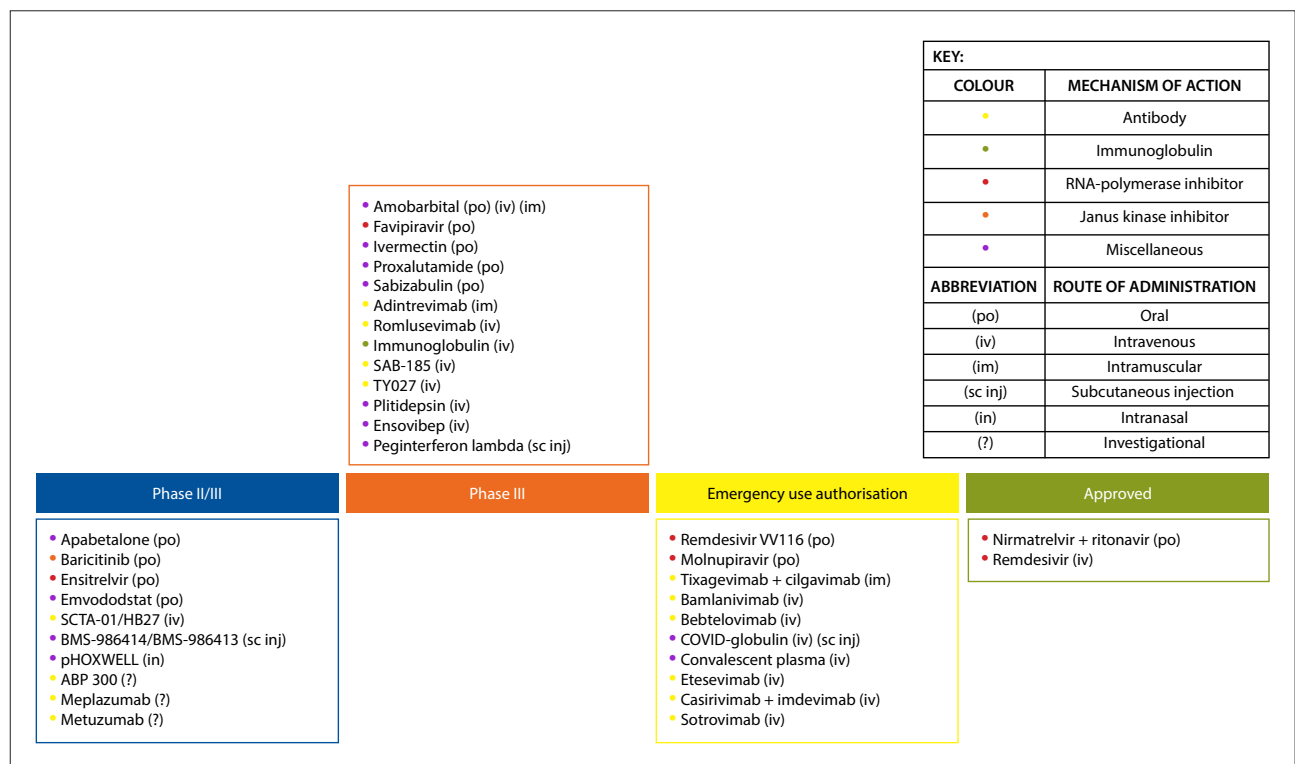 KEY:
COLOUR MECHANISM OF ACTION
• Antibody
• Immunoglobulin
• RNA-polymerase inhibitor
• Janus kinase inhibitor
• Miscellaneous
ABBREVIATION ROUTE OF ADMINISTRATION
(po) Oral
(iv) Intravenous
(im) Intramuscular
(sc inj) Subcutaneous injection
(in) Intranasal
(?) Investigational
• Amobarbital (po) (iv) (im)
• Favipiravir (po)
• Ivermectin (po)
• Proxalutamide (po)
• Sabizabulin (po)
• Adintrevimab (im)
• Romlusevimab (iv)
• Immunoglobulin (iv)
• SAB-185 (iv)
• TY027 (iv)
• Plitidepsin (iv)
• Ensovibep (iv)
• Peginterferon lambda (sc inj)
Phase II/III
Phase III
Emergency use authorisation
Approved
• Apabetalone (po)
• Baricitinib (po)
• Ensitrelvir (po)
• Emvododstat (po)
• SCTA-01/HB27 (iv)
• BMS-986414/BMS-986413 (sc inj)
• pHOXWELL (in)
• ABP 300 (?)
• Meplazumab (?)
• Metuzumab (?)
• Remdesivir VV116 (po)
• Molnupiravir (po)
• Tixagevimab + cilgavimab (im)
• Bamlanivimab (iv)
• Bebtelovimab (iv)
• COVID-globulin (iv) (sc inj)
• Convalescent plasma (iv)
• Etesevimab (iv)
• Casirivimab + imdevimab (iv)
• Sotrovimab (iv)
• Nirmatrelvir + ritonavir (po)
• Remdesivir (iv)